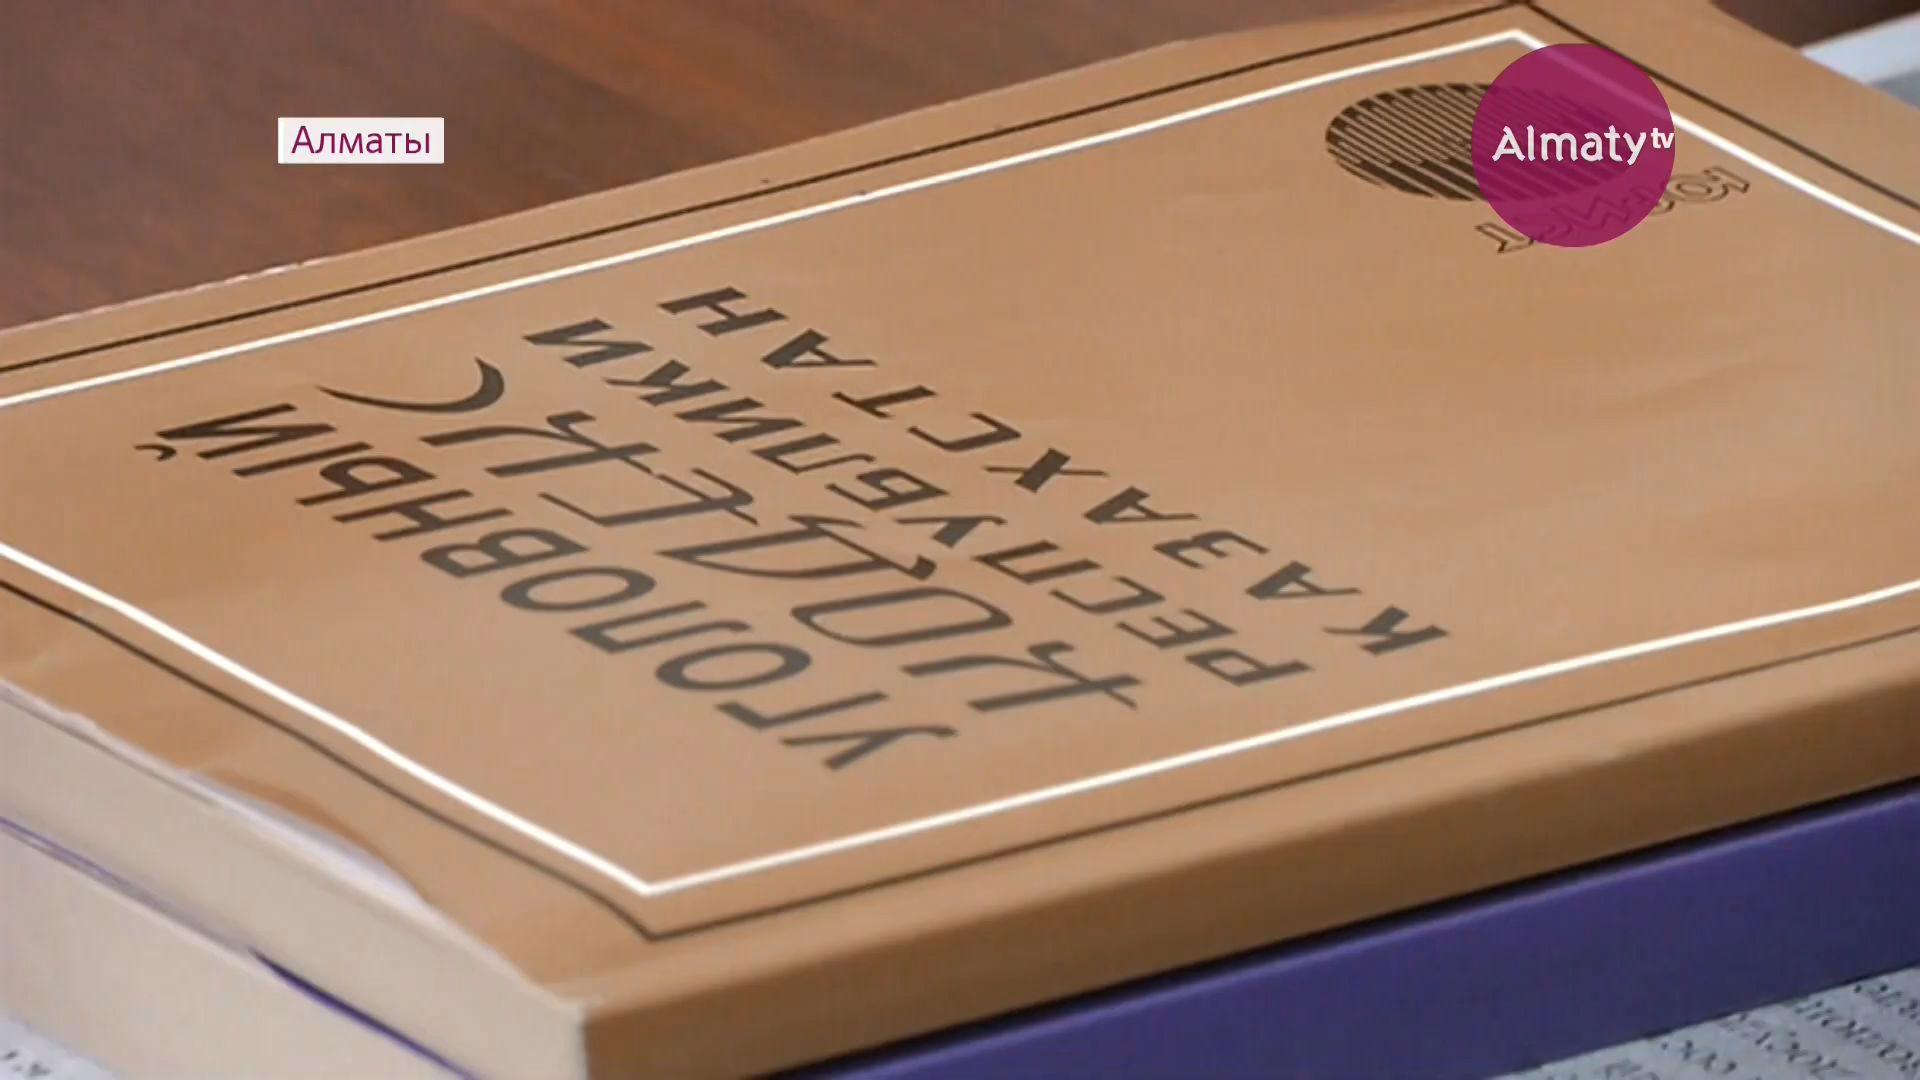 Алматы
Almaty tv
УГОЛОВНЫЙ
КОДЕКС
РЕСПУБЛИКИ
КАЗАХСТАН